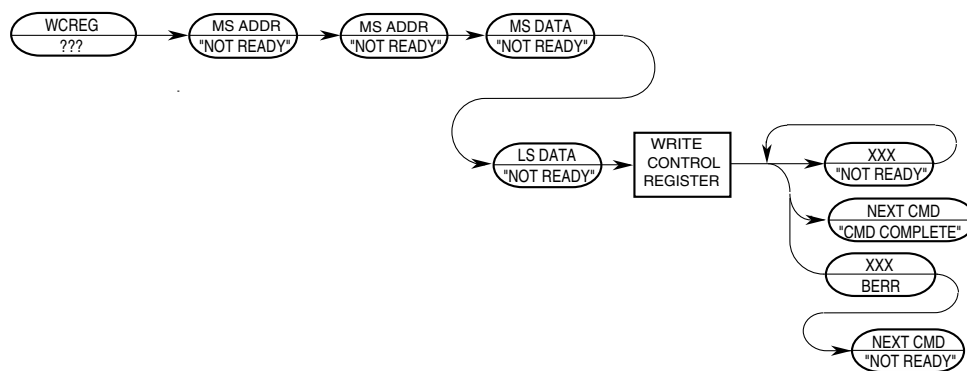 WCREG
???
MS ADDR
"NOT READY"
MS ADDR
"NOT READY"
MS DATA
"NOT READY"
LS DATA
"NOT READY"
WRITE
CONTROL
REGISTER
XXX
"NOT READY"
NEXT CMD
"CMD COMPLETE"
XXX
BERR
NEXT CMD
"NOT READY"